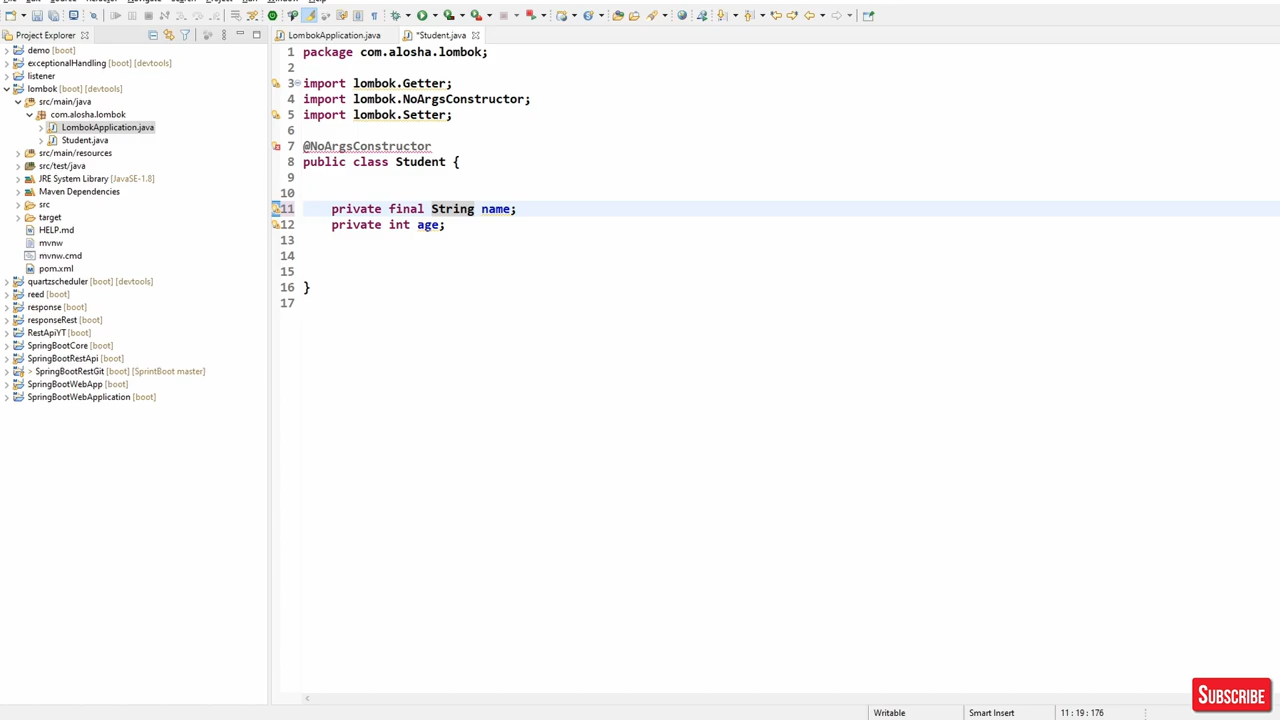 Project Explorer
LombokApplication.java
*Student.java
demo [boot]
exceptionalHandling [boot] [devtools]
listener
lombok [boot] [devtools]
src/main/java
com.alosha.lombok
LombokApplication.java
Student.java
src/main/resources
src/test/java
JRE System Library [JavaSE-1.8]
Maven Dependencies
src
target
HELP.md
mvnw
mvnw.cmd
pom.xml
quartzscheduler [boot] [devtools]
reed [boot]
response [boot]
responseRest [boot]
RestApiYT [boot]
SpringBootCore [boot]
SpringBootRestApi [boot]
> SpringBootRestGit [boot] [SprintBoot master]
SpringBootWebApp [boot]
SpringBootWebApplication [boot]
1 package com.alosha.lombok;
2
3 import lombok.Getter;
4 import lombok.NoArgsConstructor;
5 import lombok.Setter;
6
7 @NoArgsConstructor
8 public class Student {
9
10
11 private final String name;
12 private int age;
13
14
15
16 }
17
SUBSCRIBE
Writable
Smart Insert
11 : 19 : 176